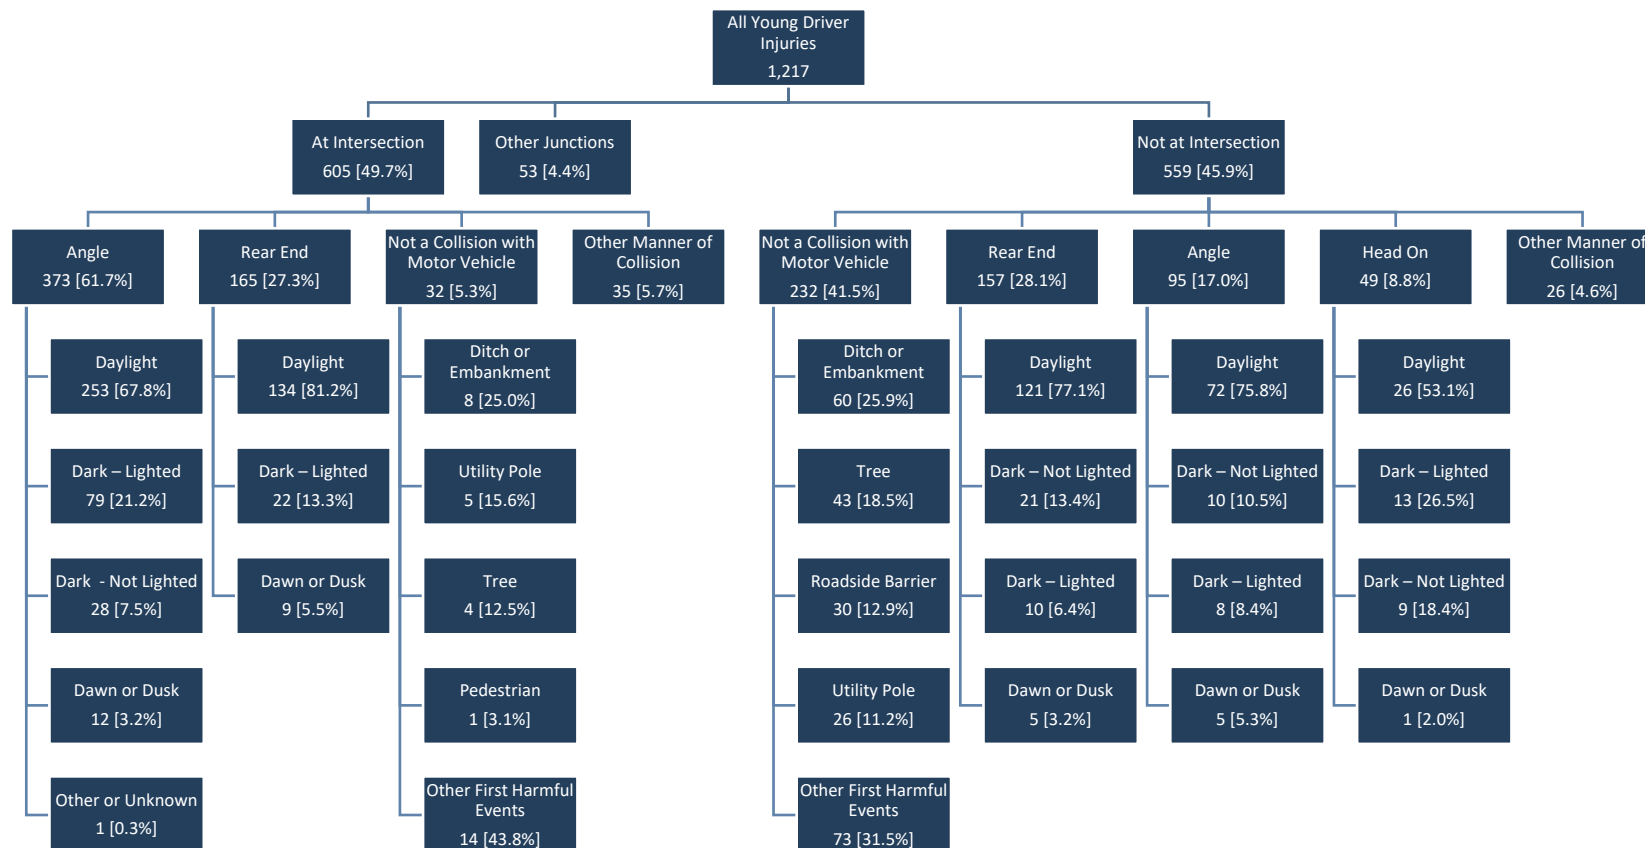 All Young Driver
Injuries
1,217
At Intersection
605 [49.7%]
Other Junctions
53 [4.4%]
Not at Intersection
559 [45.9%]
Angle
373 [61.7%]
Rear End
165 [27.3%]
Not a Collision with
Motor Vehicle
32 [5.3%]
Other Manner of
Collision
35 [5.7%]
Not a Collision with
Motor Vehicle
232 [41.5%]
Rear End
157 [28.1%]
Angle
95 [17.0%]
Head On
49 [8.8%]
Other Manner of
Collision
26 [4.6%]
Daylight
253 [67.8%]
Dark – Lighted
79 [21.2%]
Dark - Not Lighted
28 [7.5%]
Dawn or Dusk
12 [3.2%]
Other or Unknown
1 [0.3%]
Daylight
134 [81.2%]
Dark – Lighted
22 [13.3%]
Dawn or Dusk
9 [5.5%]
Ditch or
Embankment
8 [25.0%]
Utility Pole
5 [15.6%]
Tree
4 [12.5%]
Pedestrian
1 [3.1%]
Other First Harmful
Events
14 [43.8%]
Ditch or
Embankment
60 [25.9%]
Tree
43 [18.5%]
Roadside Barrier
30 [12.9%]
Utility Pole
26 [11.2%]
Other First Harmful
Events
73 [31.5%]
Daylight
121 [77.1%]
Dark – Not Lighted
21 [13.4%]
Dark – Lighted
10 [6.4%]
Dawn or Dusk
5 [3.2%]
Daylight
72 [75.8%]
Dark – Not Lighted
10 [10.5%]
Dark – Lighted
8 [8.4%]
Dawn or Dusk
5 [5.3%]
Daylight
26 [53.1%]
Dark – Lighted
13 [26.5%]
Dark – Not Lighted
9 [18.4%]
Dawn or Dusk
1 [2.0%]